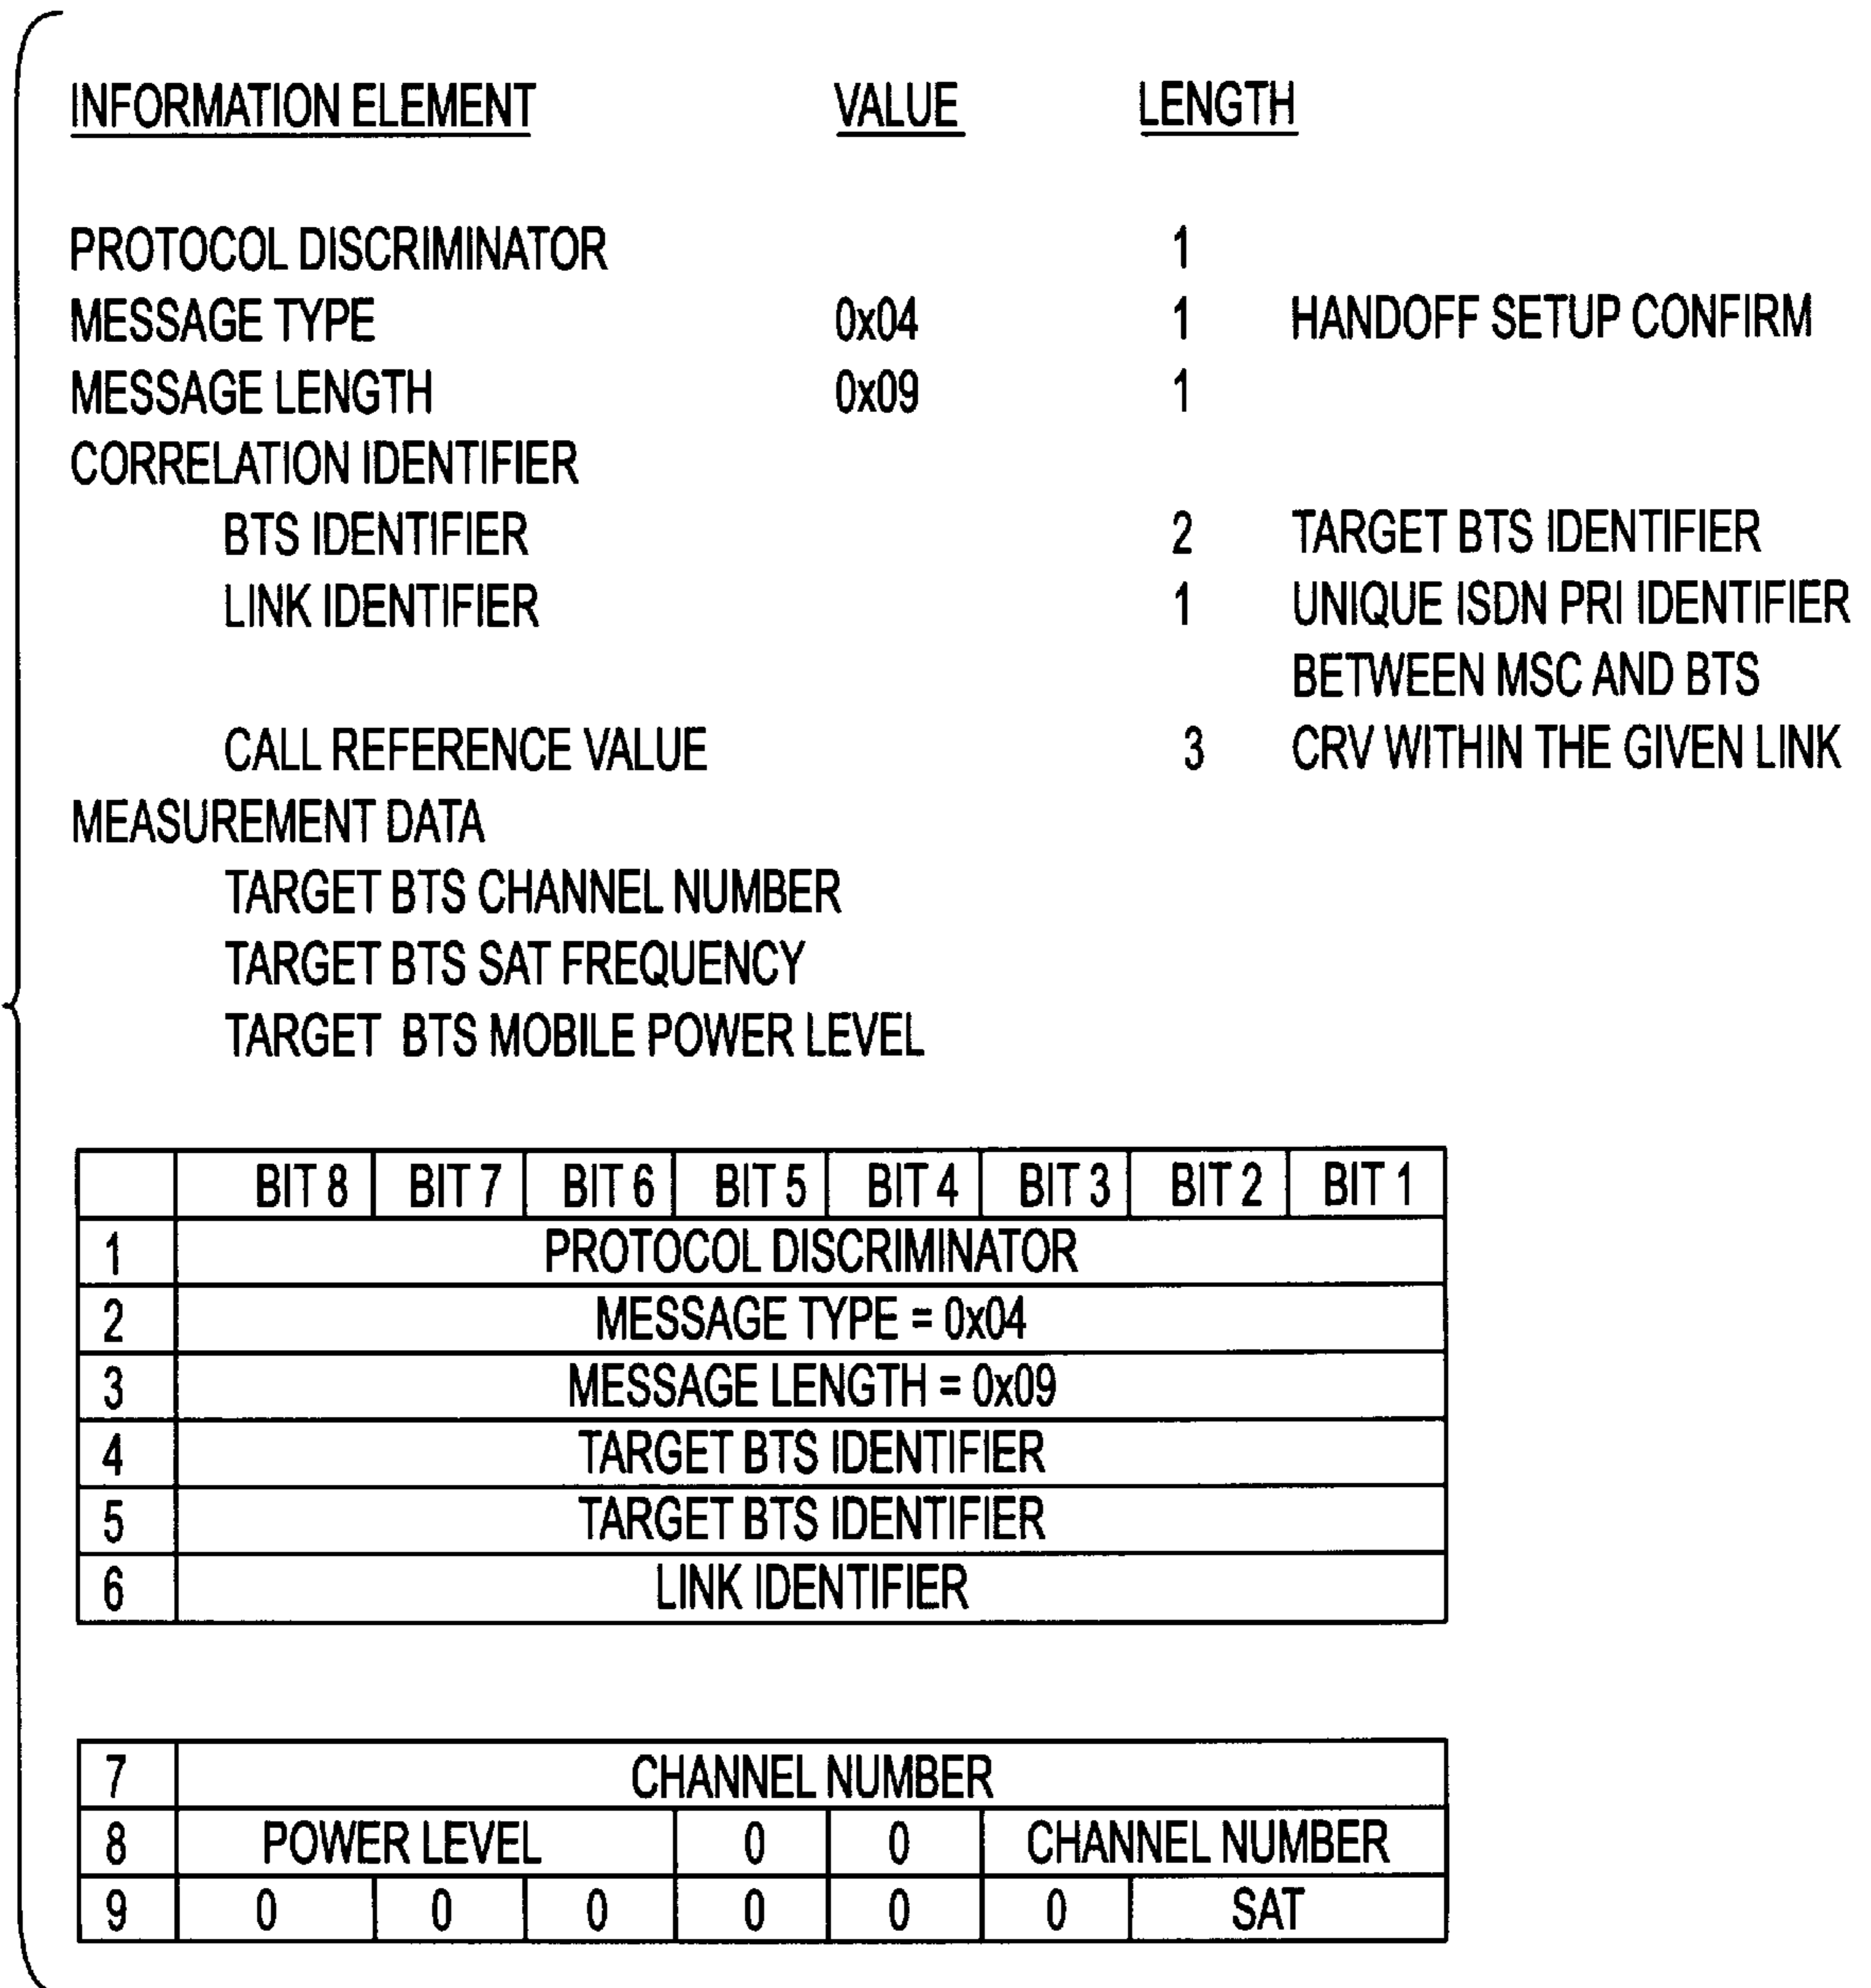 INFORMATION ELEMENT VALUE LENGTH
PROTOCOL DISCRIMINATOR 1
MESSAGE TYPE 0x04 1 HANDOFF SETUP CONFIRM
MESSAGE LENGTH 0x09 1
CORRELATION IDENTIFIER
BTS IDENTIFIER 2 TARGET BTS IDENTIFIER
LINK IDENTIFIER 1 UNIQUE ISDN PRI IDENTIFIER
BETWEEN MSC AND BTS
CALL REFERENCE VALUE 3 CRV WITHIN THE GIVEN LINK
MEASUREMENT DATA
TARGET BTS CHANNEL NUMBER
TARGET BTS SAT FREQUENCY
TARGET BTS MOBILE POWER LEVEL
BIT 8 BIT 7 BIT 6 BIT 5 BIT 4 BIT 3 BIT 2 BIT 1
1 PROTOCOL DISCRIMINATOR
2 MESSAGE TYPE = 0x04
3 MESSAGE LENGTH = 0x09
4 TARGET BTS IDENTIFIER
5 TARGET BTS IDENTIFIER
6 LINK IDENTIFIER
7 CHANNEL NUMBER
8 POWER LEVEL 0 0 CHANNEL NUMBER
9 0 0 0 0 0 0 SAT